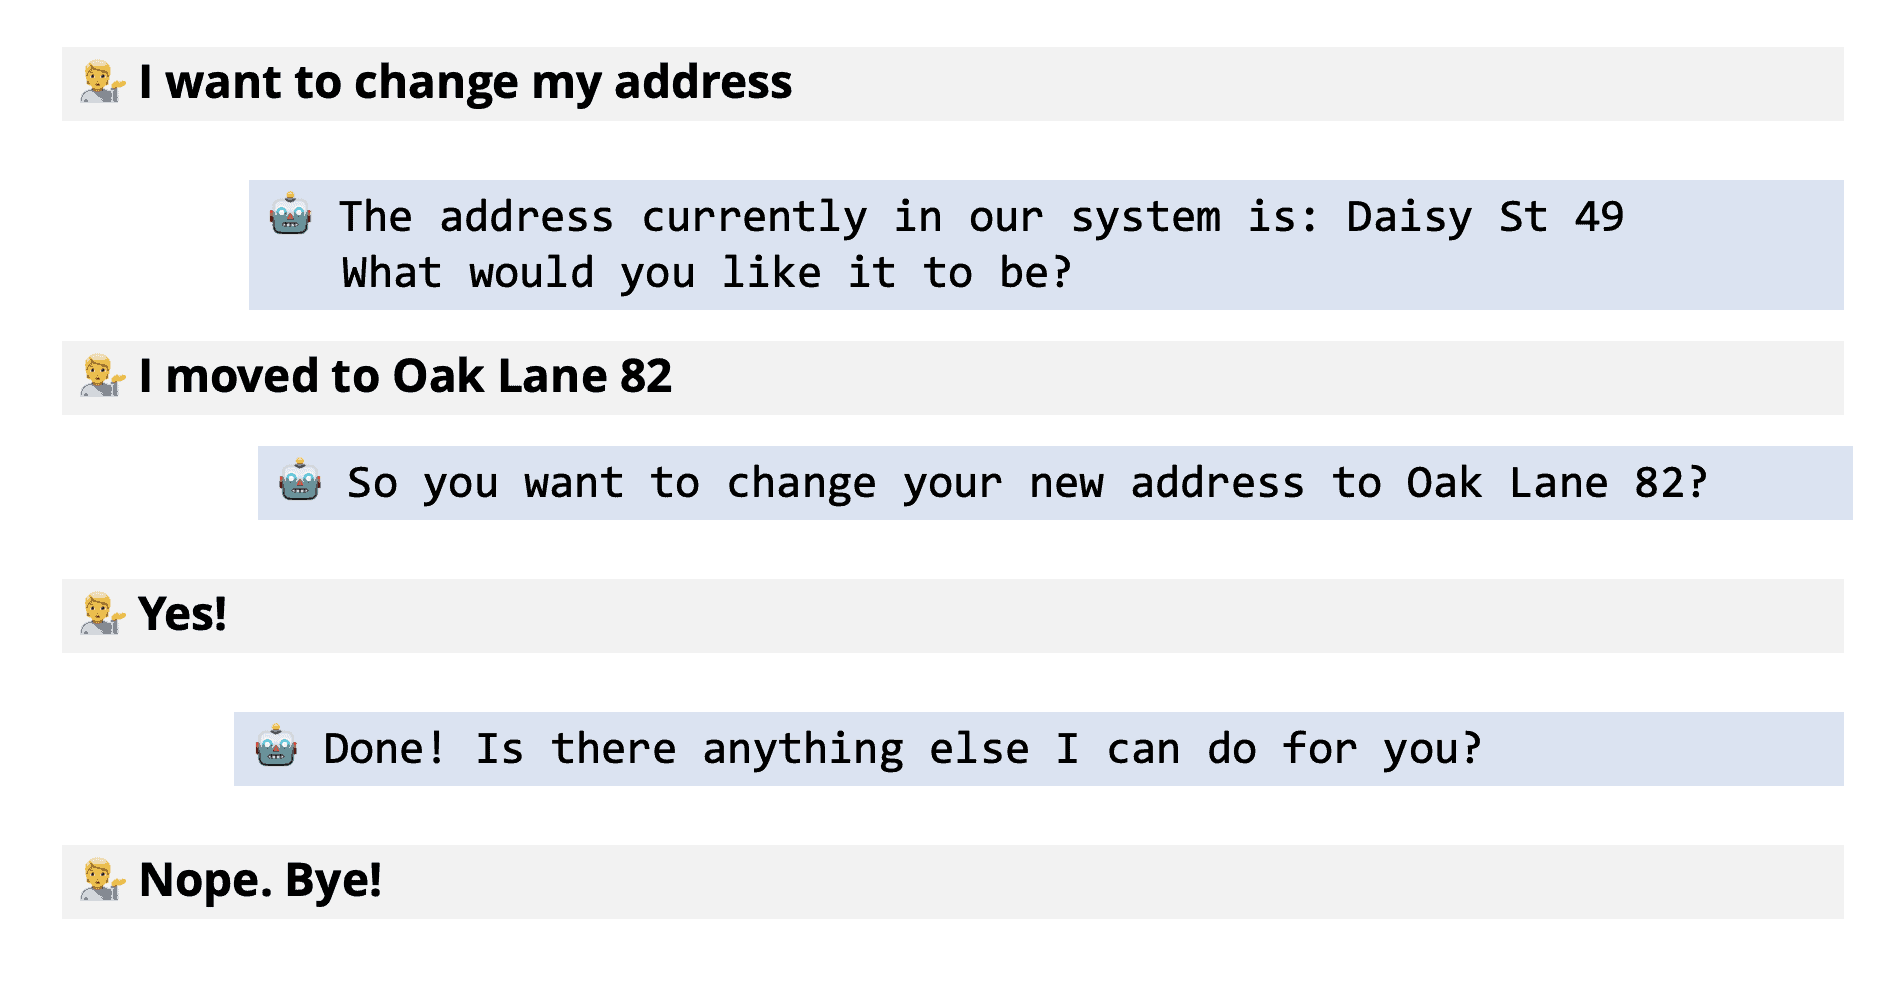 I want to change my address
The address currently in our system is: Daisy St 49
What would you like it to be?
I moved to Oak Lane 82
So you want to change your new address to Oak Lane 82?
Yes!
Done! Is there anything else I can do for you?
Nope. Bye!